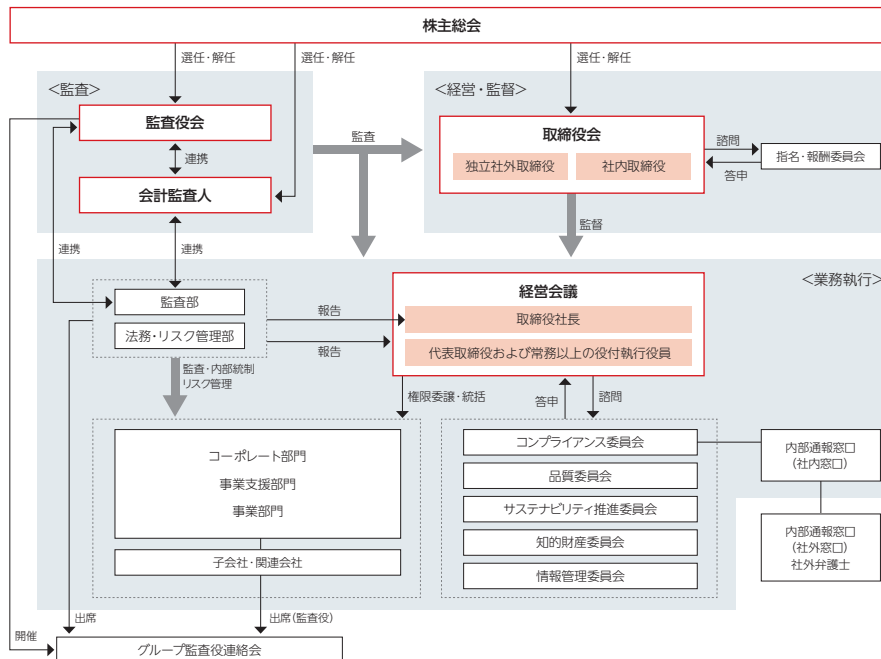 株主総会
選任・解任
選任・解任
選任・解任
＜監査＞
監査役会
連携
会計監査人
監査
＜経営・監督＞
取締役会
独立社外取締役
社内取締役
諮問
答申
指名・報酬委員会
監督
連携
連携
＜業務執行＞
監査部
法務・リスク管理部
報告
報告
経営会議
取締役社長
代表取締役および常務以上の役付執行役員
監査・内部統制
リスク管理
権限委譲・統括
答申
諮問
コーポレート部門
事業支援部門
事業部門
子会社・関連会社
コンプライアンス委員会
品質委員会
サステナビリティ推進委員会
知的財産委員会
情報管理委員会
内部通報窓口
（社内窓口）
内部通報窓口
（社外窓口）
社外弁護士
開催
出席
出席（監査役）
グループ監査役連絡会